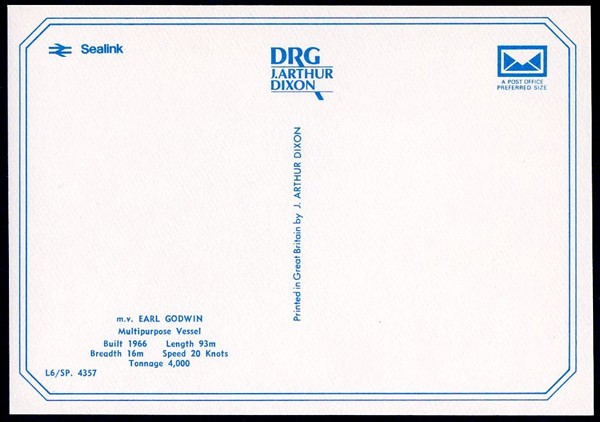 Sealink
DRG
J.ARTHUR
DIXON
A POST OFFICE
PREFERRED SIZE
Printed in Great Britain by J. ARTHUR DIXON
m.v. EARL GODWIN
Multipurpose Vessel
Built 1966 Length 93m
Breadth 16m Speed 20 Knots
Tonnage 4,000
L6/SP. 4357